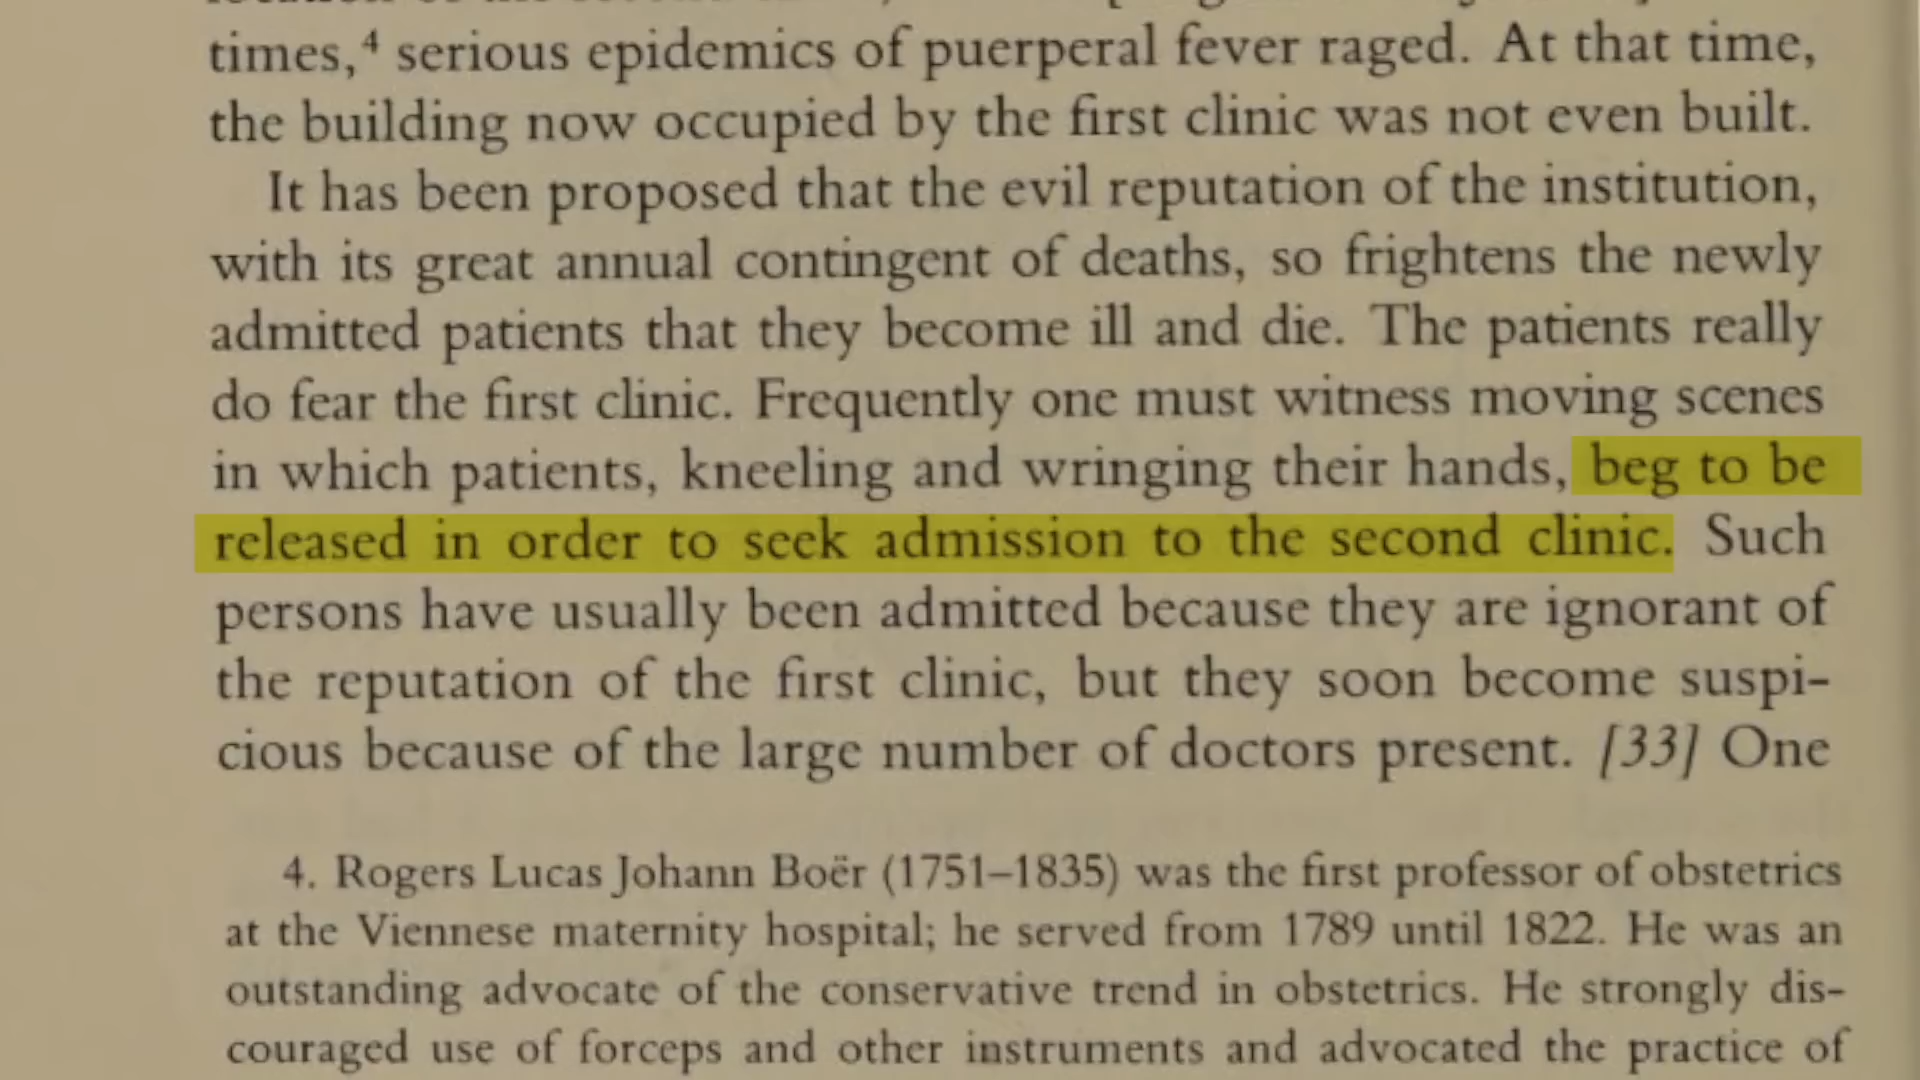 times,⁴ serious epidemics of puerperal fever raged. At that time,
the building now occupied by the first clinic was not even built.
It has been proposed that the evil reputation of the institution,
with its great annual contingent of deaths, so frightens the newly
admitted patients that they become ill and die. The patients really
do fear the first clinic. Frequently one must witness moving scenes
in which patients, kneeling and wringing their hands, beg to be
released in order to seek admission to the second clinic. Such
persons have usually been admitted because they are ignorant of
the reputation of the first clinic, but they soon become suspi-
cious because of the large number of doctors present. [33] One
4. Rogers Lucas Johann Boër (1751–1835) was the first professor of obstetrics
at the Viennese maternity hospital; he served from 1789 until 1822. He was an
outstanding advocate of the conservative trend in obstetrics. He strongly dis-
couraged use of forceps and other instruments and advocated the practice of